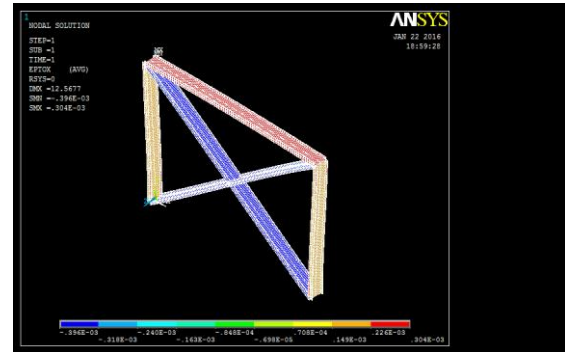 1
NODAL SOLUTION
STEP=1
SUB =1
TIME=1
EPTOX (AVG)
RSYS=0
DMX =12.5677
SMN =-.396E-03
SMX =.304E-03
ANSYS
JAN 22 2016
18:59:28
-.396E-03 -.240E-03 -.848E-04 .708E-04 .226E-03
-.318E-03 -.163E-03 -.698E-05 .149E-03 .304E-03